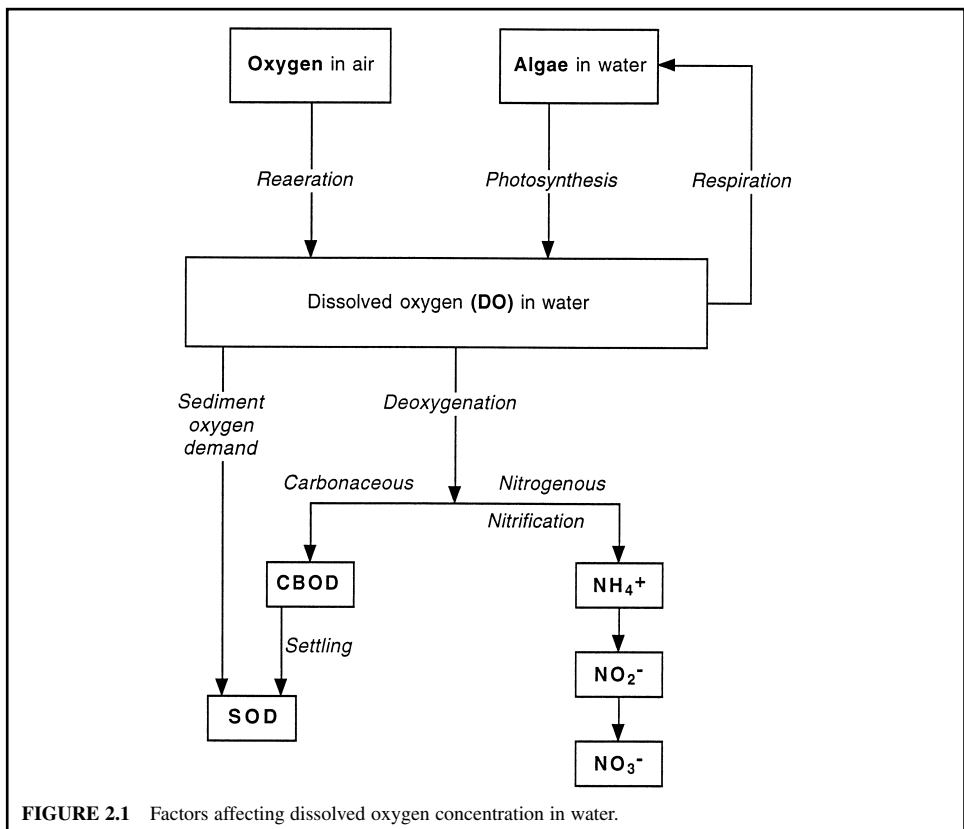 Oxygen in air
Algae in water
Reaeration
Photosynthesis
Respiration
Dissolved oxygen (DO) in water
Sediment
oxygen
demand
Deoxygenation
Carbonaceous
Nitrogenous
Nitrification
CBOD
NH₄⁺
Settling
NO₂⁻
SOD
NO₃⁻
FIGURE 2.1 Factors affecting dissolved oxygen concentration in water.